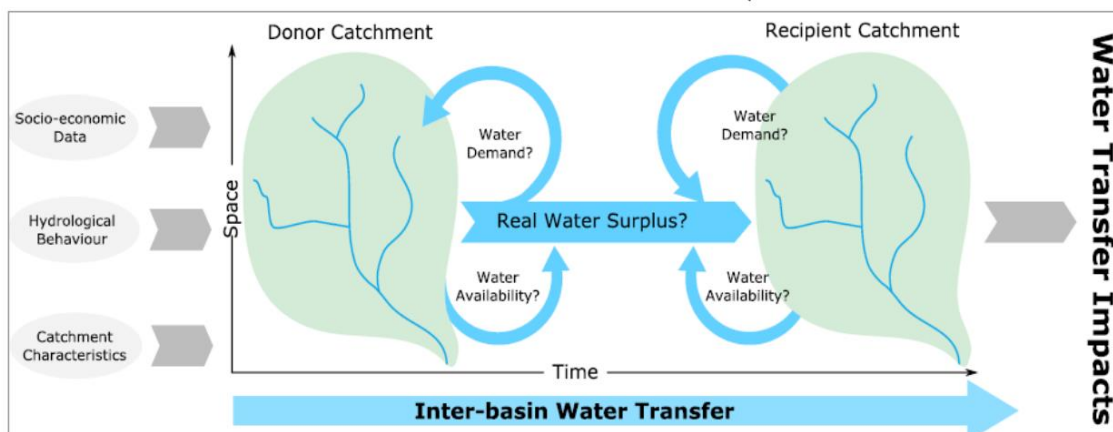 Donor Catchment
Recipient Catchment
Socio-economic
Data
Hydrological
Behaviour
Catchment
Characteristics
Space
Water
Demand?
Real Water Surplus?
Water
Availability?
Water
Demand?
Water
Availability?
Time
Inter-basin Water Transfer
Water Transfer Impacts